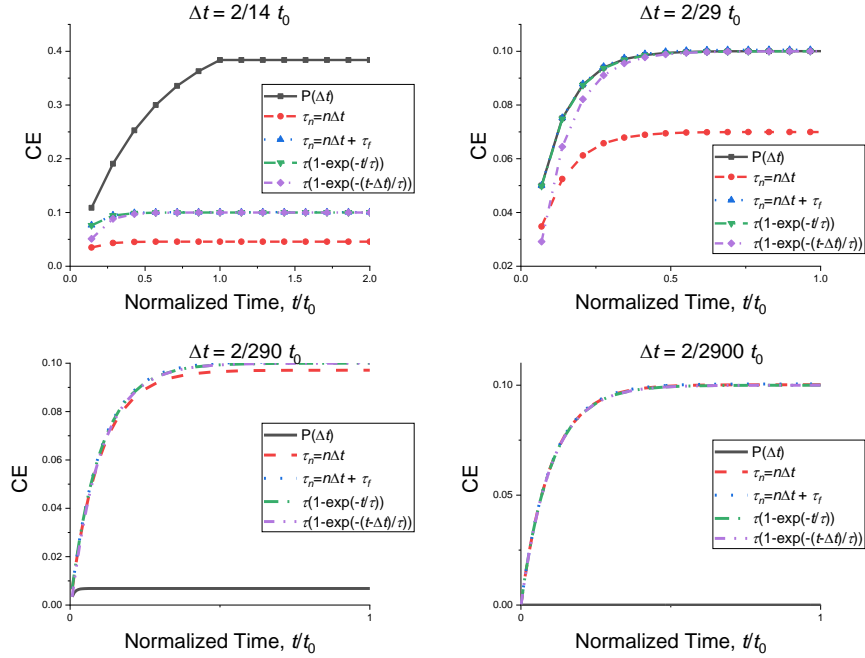 Δt = 2/14 t₀
CE
0.4
0.3
0.2
0.1
0.0
P(Δt)
τₙ=nΔt
τₙ=nΔt + τ_f
τ(1-exp(-t/τ))
τ(1-exp(-(t-Δt)/τ))
0.0 0.5 1.0 1.5 2.0
Normalized Time, t/t₀
Δt = 2/29 t₀
CE
0.10
0.08
0.06
0.04
0.02
P(Δt)
τₙ=nΔt
τₙ=nΔt + τ_f
τ(1-exp(-t/τ))
τ(1-exp(-(t-Δt)/τ))
0.0 0.5 1.0
Normalized Time, t/t₀
Δt = 2/290 t₀
CE
0.10
0.08
0.06
0.04
0.02
0.00
P(Δt)
τₙ=nΔt
τₙ=nΔt + τ_f
τ(1-exp(-t/τ))
τ(1-exp(-(t-Δt)/τ))
0 1
Normalized Time, t/t₀
Δt = 2/2900 t₀
CE
0.10
0.05
0.00
P(Δt)
τₙ=nΔt
τₙ=nΔt + τ_f
τ(1-exp(-t/τ))
τ(1-exp(-(t-Δt)/τ))
0 1
Normalized Time, t/t₀